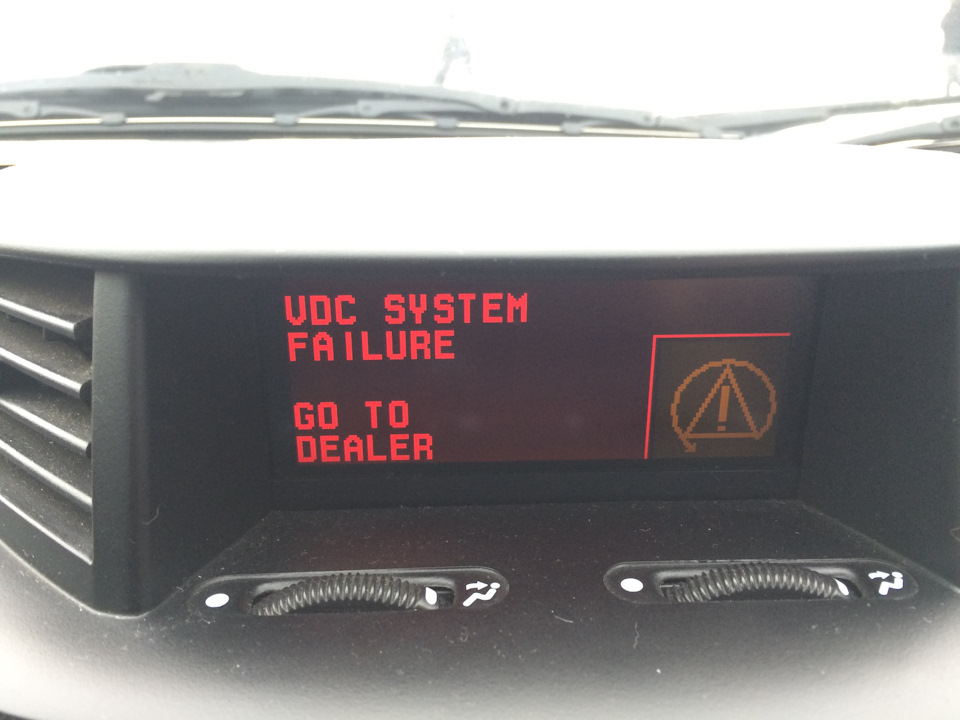 VDC SYSTEM
FAILURE
GO TO
DEALER